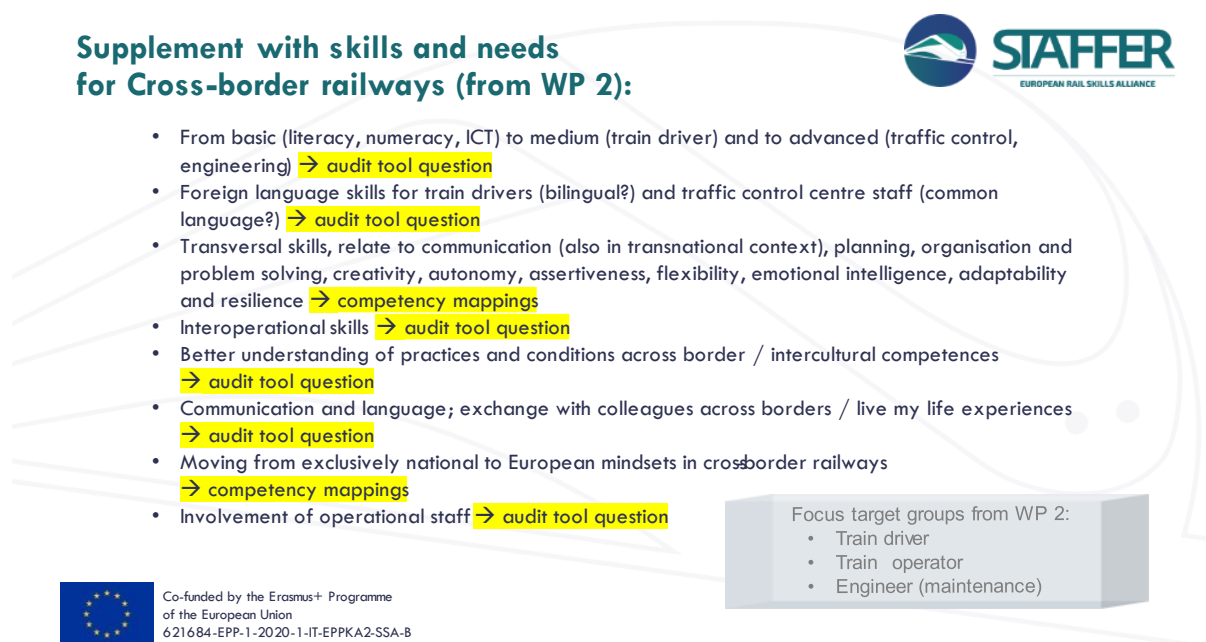 Supplement with skills and needs
for Cross-border railways (from WP 2):
STAFFER
EUROPEAN RAIL SKILLS ALLIANCE
• From basic (literacy, numeracy, ICT) to medium (train driver) and to advanced (traffic control,
engineering) → audit tool question
• Foreign language skills for train drivers (bilingual?) and traffic control centre staff (common
language?) → audit tool question
• Transversal skills, relate to communication (also in transnational context), planning, organisation and
problem solving, creativity, autonomy, assertiveness, flexibility, emotional intelligence, adaptability
and resilience → competency mappings
• Interoperational skills → audit tool question
• Better understanding of practices and conditions across border / intercultural competences
→ audit tool question
• Communication and language; exchange with colleagues across borders / live my life experiences
→ audit tool question
• Moving from exclusively national to European mindsets in cross-border railways
→ competency mappings
• Involvement of operational staff → audit tool question
Focus target groups from WP 2:
• Train driver
• Train operator
• Engineer (maintenance)
Co-funded by the Erasmus+ Programme
of the European Union
621684-EPP-1-2020-1-IT-EPPKA2-SSA-B